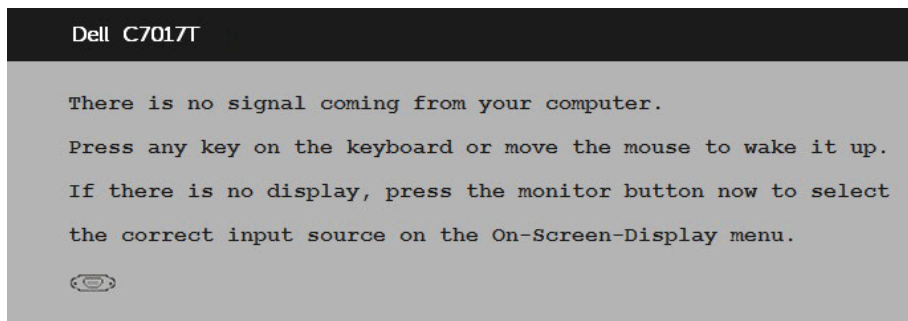 Dell C7017T
There is no signal coming from your computer.
Press any key on the keyboard or move the mouse to wake it up.
If there is no display, press the monitor button now to select
the correct input source on the On-Screen-Display menu.